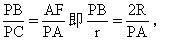 PB/PC = AF/PA 即 PB/r = 2R/PA ，